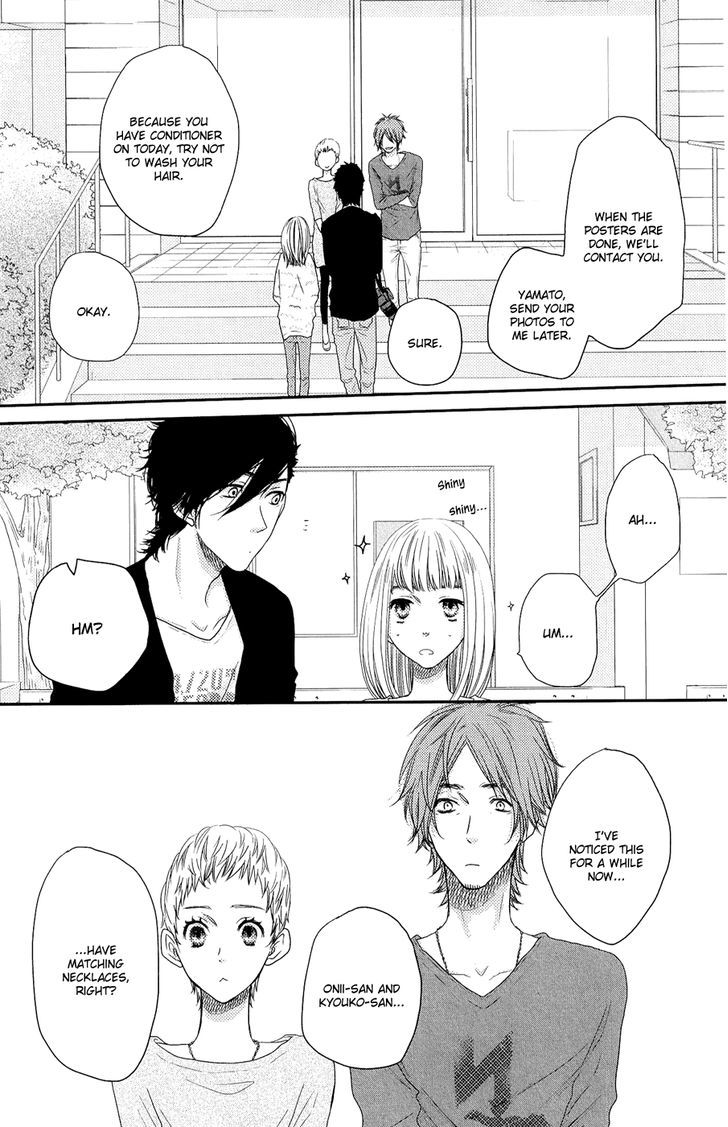 WHEN THE
POSTERS ARE
DONE, WE'LL
CONTACT YOU.
YAMATO,
SEND YOUR
PHOTOS TO
ME LATER.
SURE.
BECAUSE YOU
HAVE CONDITIONER
ON TODAY, TRY NOT
TO WASH YOUR
HAIR.
OKAY.
AH...
UM...
Shiny
Shiny...
HM?
I'VE
NOTICED THIS
FOR A WHILE
NOW...
ONII-SAN AND
KYOUKO-SAN...
...HAVE
MATCHING
NECKLACES,
RIGHT?